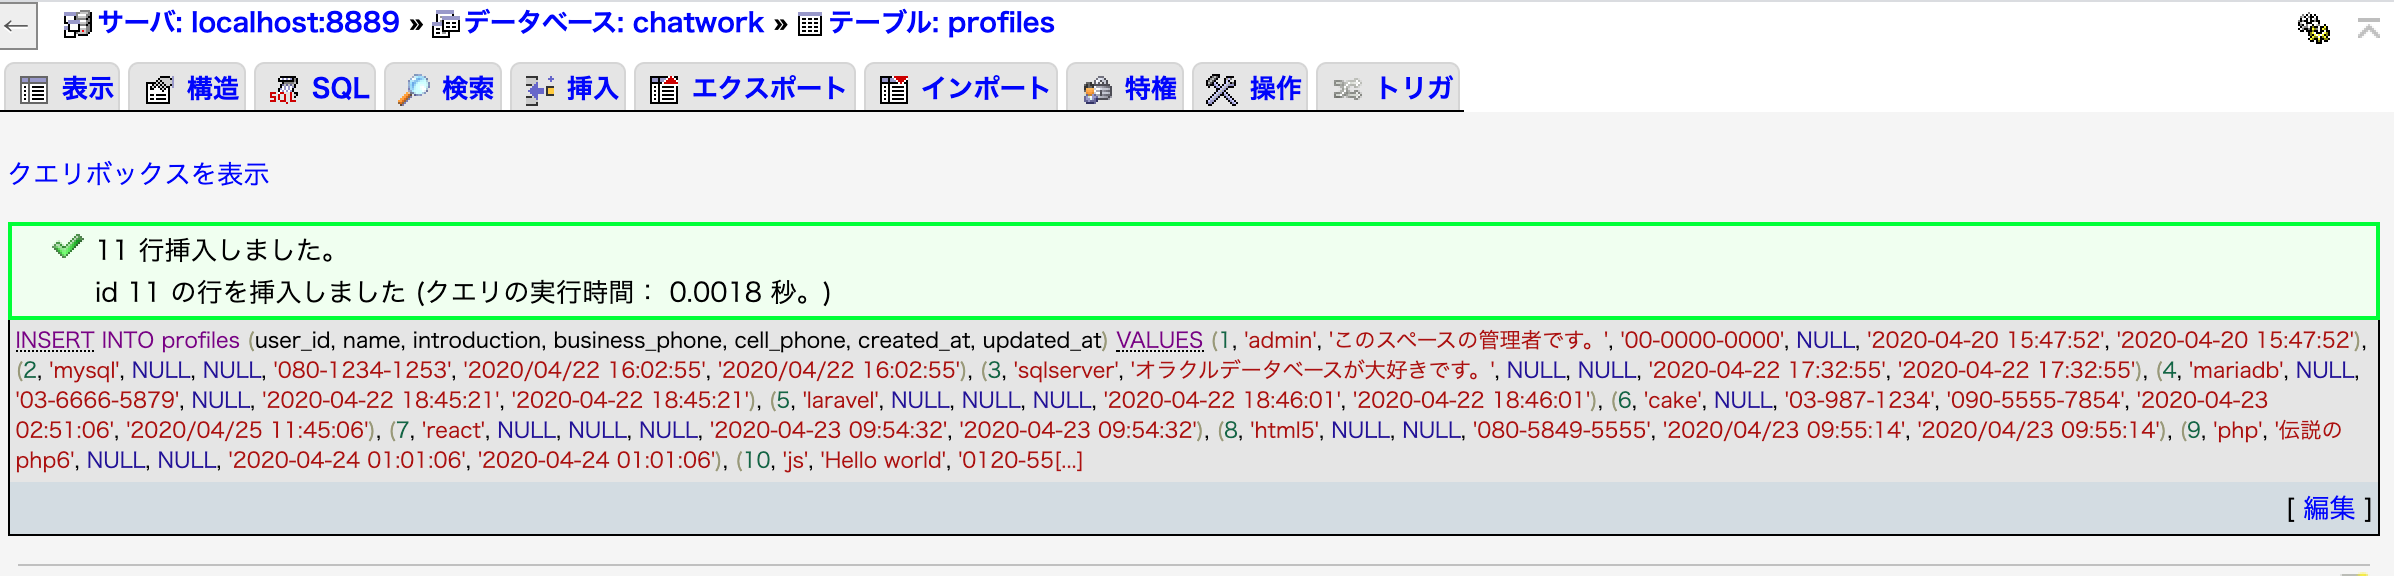 ← サーバ: localhost:8889 » データベース: chatwork » テーブル: profiles
表示 構造 SQL 検索 挿入 エクスポート インポート 特権 操作 トリガ
クエリボックスを表示
11 行挿入しました。
id 11 の行を挿入しました (クエリの実行時間： 0.0018 秒。)
INSERT INTO profiles (user_id, name, introduction, business_phone, cell_phone, created_at, updated_at) VALUES (1, 'admin', 'このスペースの管理者です。', '00-0000-0000', NULL, '2020-04-20 15:47:52', '2020-04-20 15:47:52'),
(2, 'mysql', NULL, NULL, '080-1234-1253', '2020/04/22 16:02:55', '2020/04/22 16:02:55'), (3, 'sqlserver', 'オラクルデータベースが大好きです。', NULL, NULL, '2020-04-22 17:32:55', '2020-04-22 17:32:55'), (4, 'mariadb', NULL,
'03-6666-5879', NULL, '2020-04-22 18:45:21', '2020-04-22 18:45:21'), (5, 'laravel', NULL, NULL, NULL, '2020-04-22 18:46:01', '2020-04-22 18:46:01'), (6, 'cake', NULL, '03-987-1234', '090-5555-7854', '2020-04-23
02:51:06', '2020/04/25 11:45:06'), (7, 'react', NULL, NULL, NULL, '2020-04-23 09:54:32', '2020-04-23 09:54:32'), (8, 'html5', NULL, NULL, '080-5849-5555', '2020/04/23 09:55:14', '2020/04/23 09:55:14'), (9, 'php', '伝説の
php6', NULL, NULL, '2020-04-24 01:01:06', '2020-04-24 01:01:06'), (10, 'js', 'Hello world', '0120-55[...]
[ 編集 ]